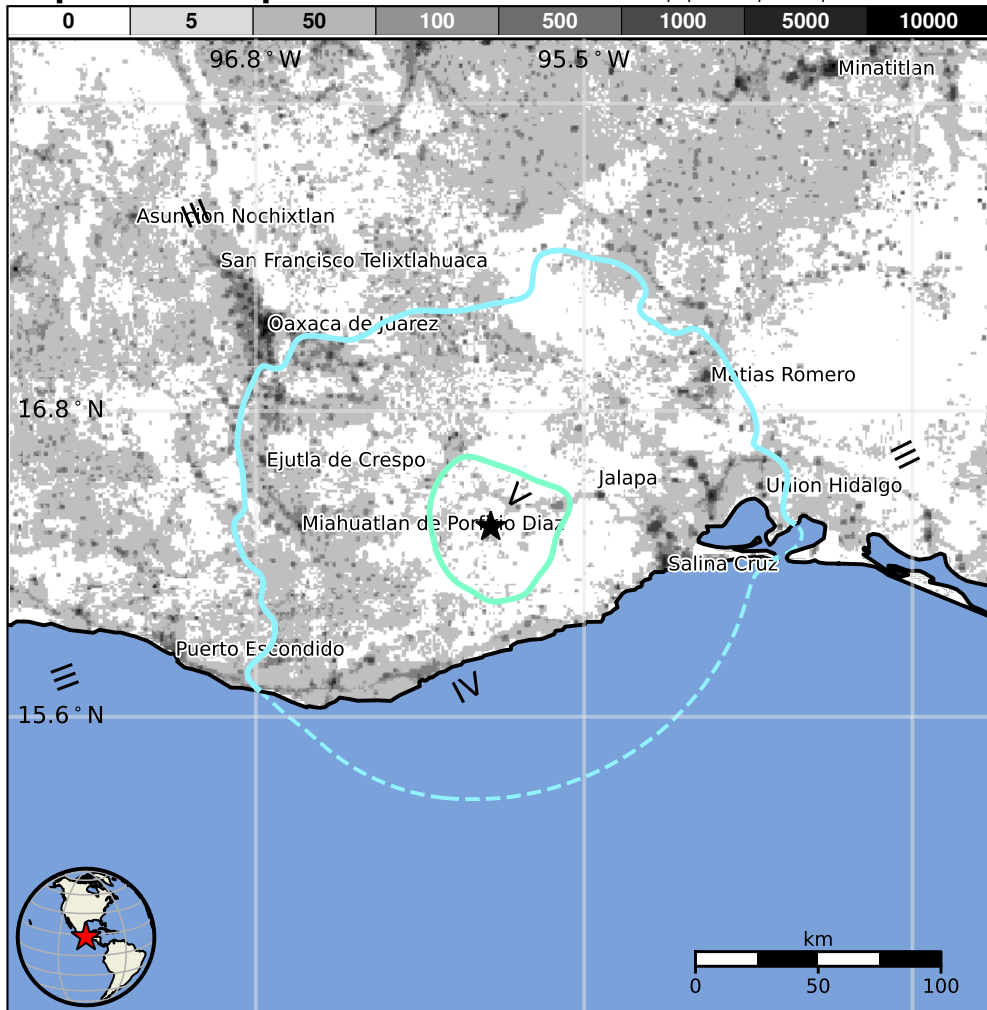 0 5 50 100 500 1000 5000 10000
96.8°W 95.5°W
Minatitlan
III
Asuncion Nochixtlan
San Francisco Telixtlahuaca
Oaxaca de Juarez
Matias Romero
16.8°N
III
Ejutla de Crespo
Jalapa
Union Hidalgo
V
Miahuatlan de Porfirio Diaz
Salina Cruz
Puerto Escondido
III
IV
15.6°N
km
0 50 100